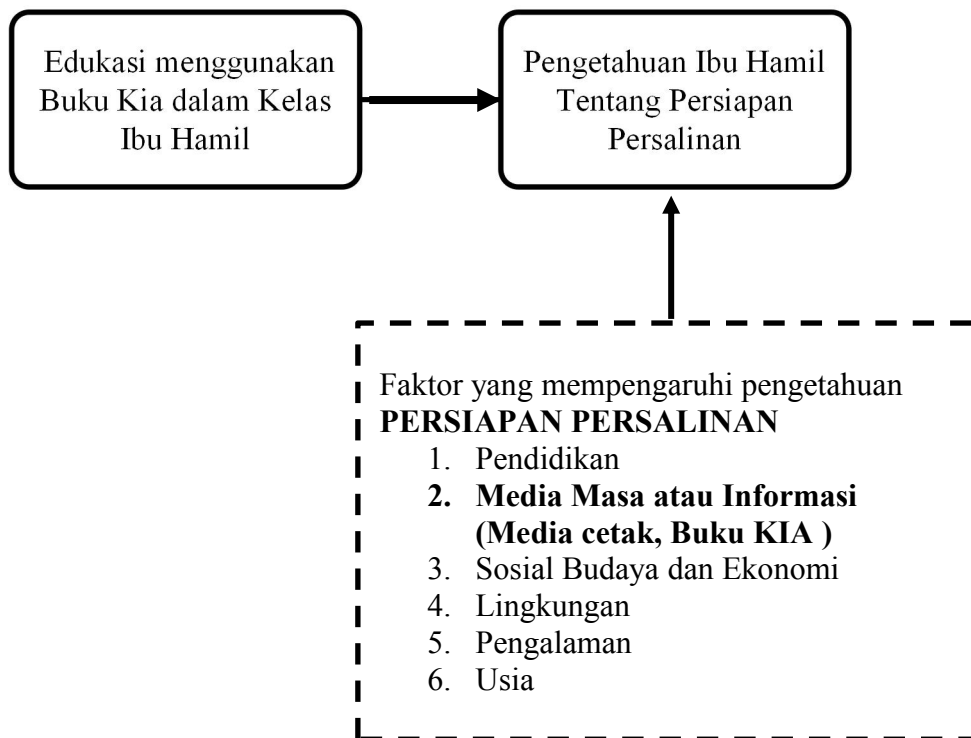 Edukasi menggunakan
Buku Kia dalam Kelas
Ibu Hamil
Pengetahuan Ibu Hamil
Tentang Persiapan
Persalinan
Faktor yang mempengaruhi pengetahuan
PERSIAPAN PERSALINAN
1. Pendidikan
2. Media Masa atau Informasi
(Media cetak, Buku KIA )
3. Sosial Budaya dan Ekonomi
4. Lingkungan
5. Pengalaman
6. Usia